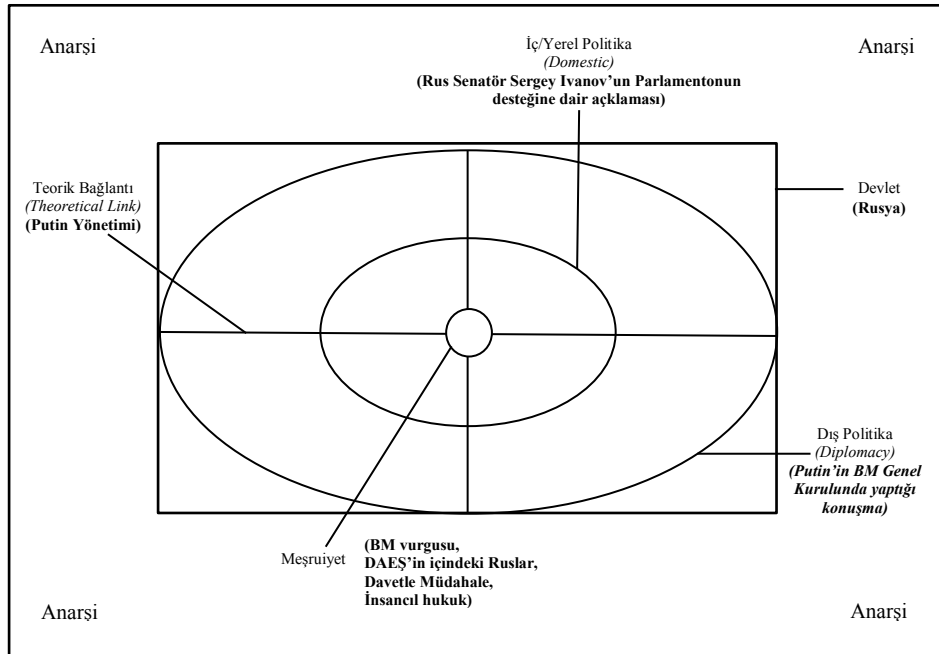 Anarşi
Anarşi
İç/Yerel Politika
(Domestic)
(Rus Senatör Sergey Ivanov'un Parlamentonun
desteğine dair açıklaması)
Teorik Bağlantı
(Theoretical Link)
(Putin Yönetimi)
Devlet
(Rusya)
Dış Politika
(Diplomacy)
(Putin'in BM Genel
Kurulunda yaptığı
konuşma)
Meşruiyet
(BM vurgusu,
DAEŞ'in içindeki Ruslar,
Davetle Müdahale,
İnsancıl hukuk)
Anarşi
Anarşi